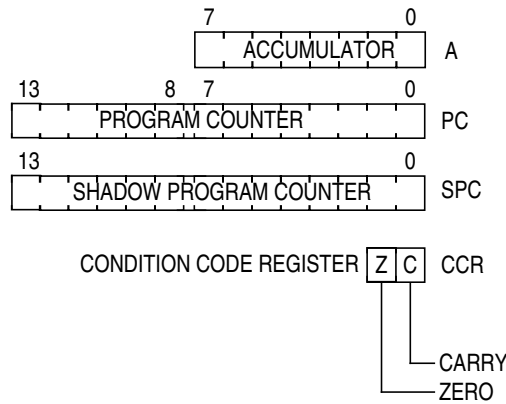 7 0
ACCUMULATOR A
13 8 7 0
PROGRAM COUNTER PC
13 0
SHADOW PROGRAM COUNTER SPC
CONDITION CODE REGISTER Z C CCR
CARRY
ZERO